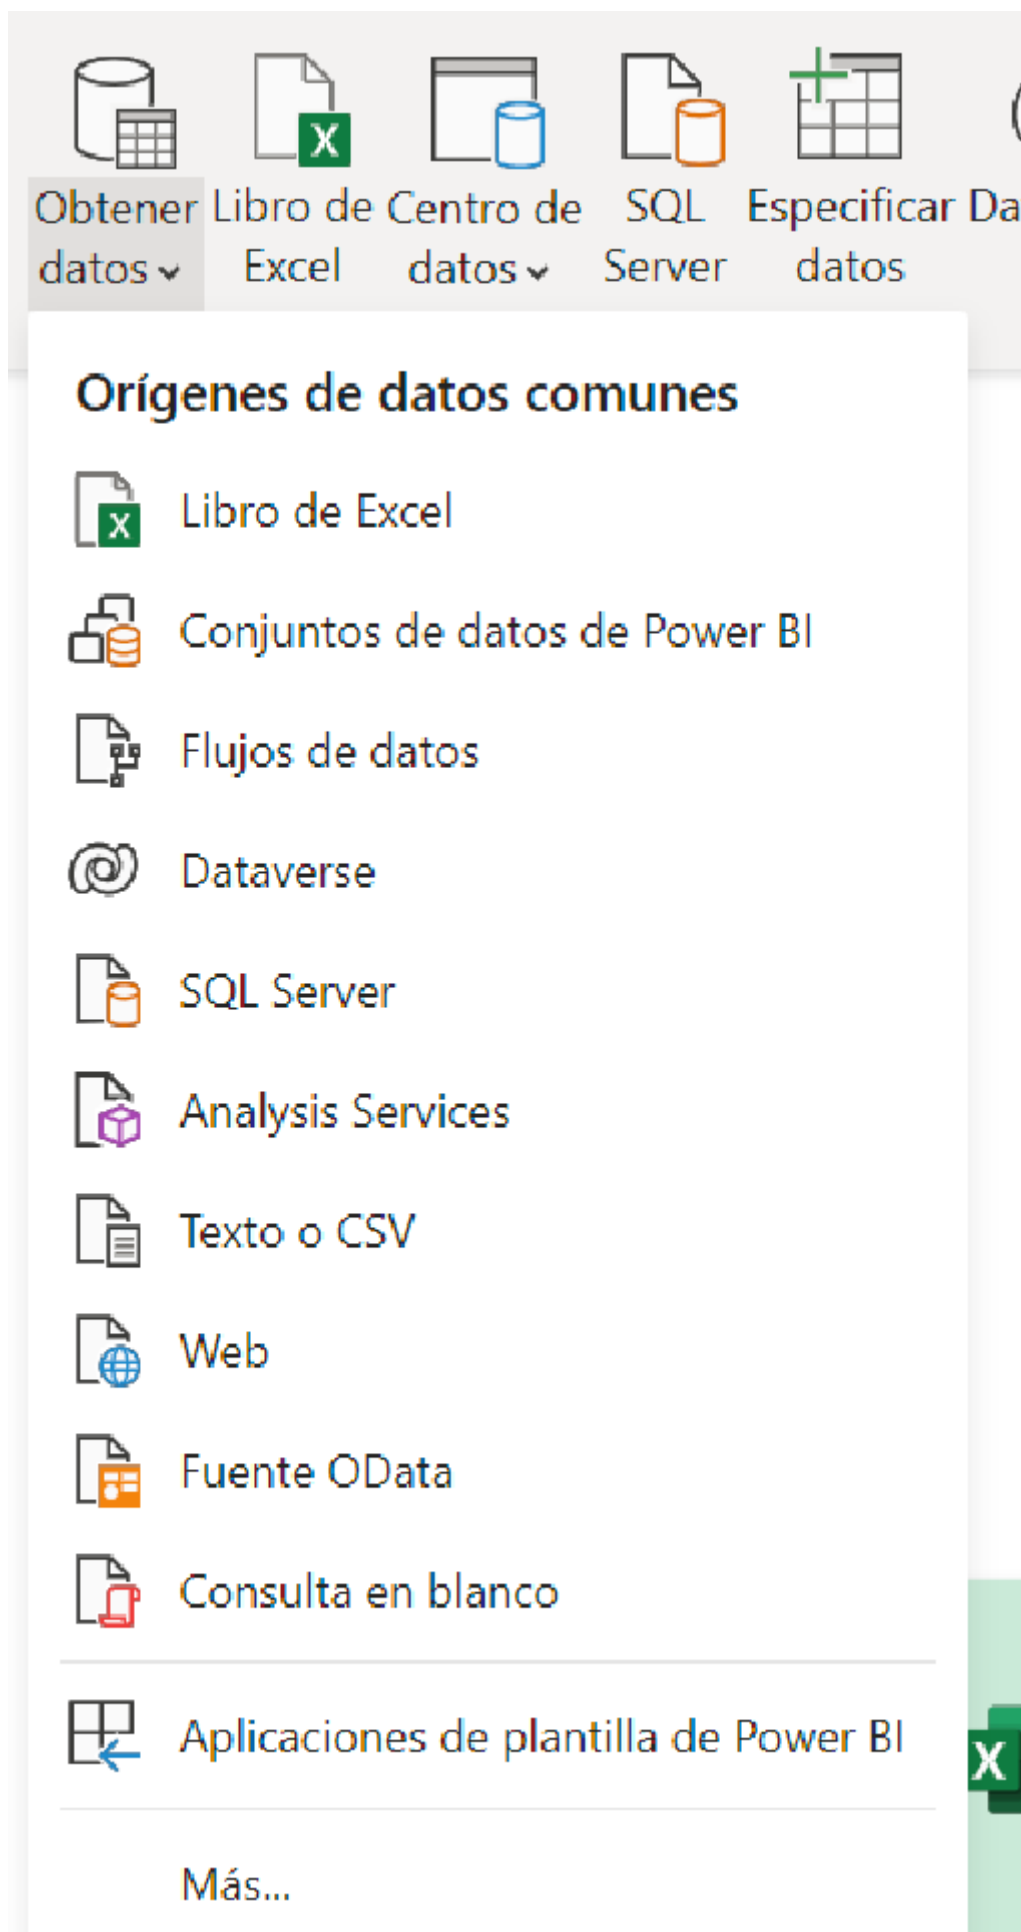 Obtener Libro de Centro de SQL Especificar
datos Excel datos Server datos
Orígenes de datos comunes
Libro de Excel
Conjuntos de datos de Power BI
Flujos de datos
Dataverse
SQL Server
Analysis Services
Texto o CSV
Web
Fuente OData
Consulta en blanco
Aplicaciones de plantilla de Power BI
Más...